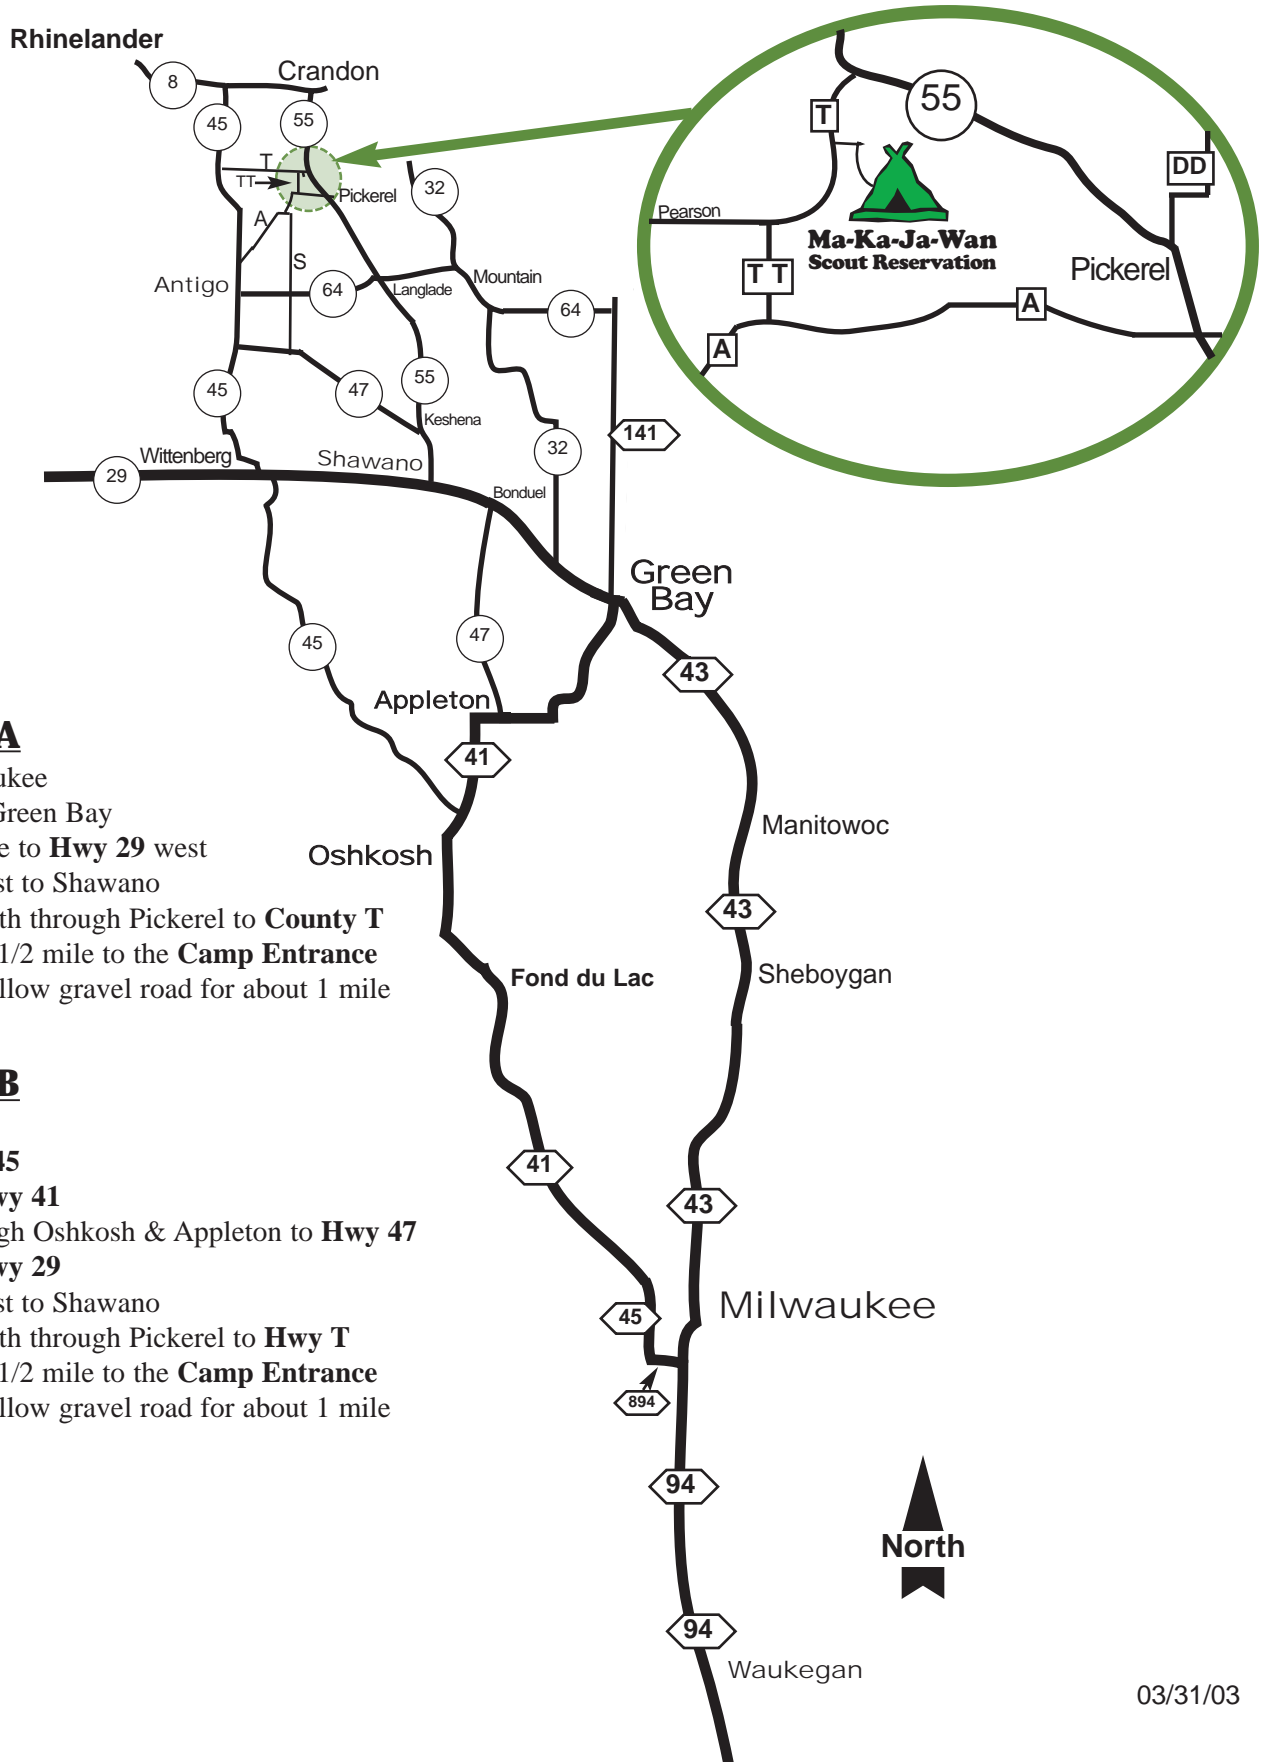 Rhinelander
8
Crandon
45
55
T
TT
Pickerel
32
A
S
Antigo
64
Langlade
Mountain
64
45
47
55
Keshena
32
141
Wittenberg
Shawano
29
Bonduel
Green
Bay
45
47
43
Appleton
41
Oshkosh
Manitowoc
43
Sheboygan
Fond du Lac
41
43
45
Milwaukee
894
94
94
Waukegan
55
T
DD
Pearson
Ma-Ka-Ja-Wan
Scout Reservation
TT
Pickerel
A
A
A
ukee
Green Bay
e to Hwy 29 west
st to Shawano
th through Pickerel to County T
1/2 mile to the Camp Entrance
llow gravel road for about 1 mile
B
45
wy 41
gh Oshkosh & Appleton to Hwy 47
wy 29
st to Shawano
th through Pickerel to Hwy T
1/2 mile to the Camp Entrance
llow gravel road for about 1 mile
North
03/31/03